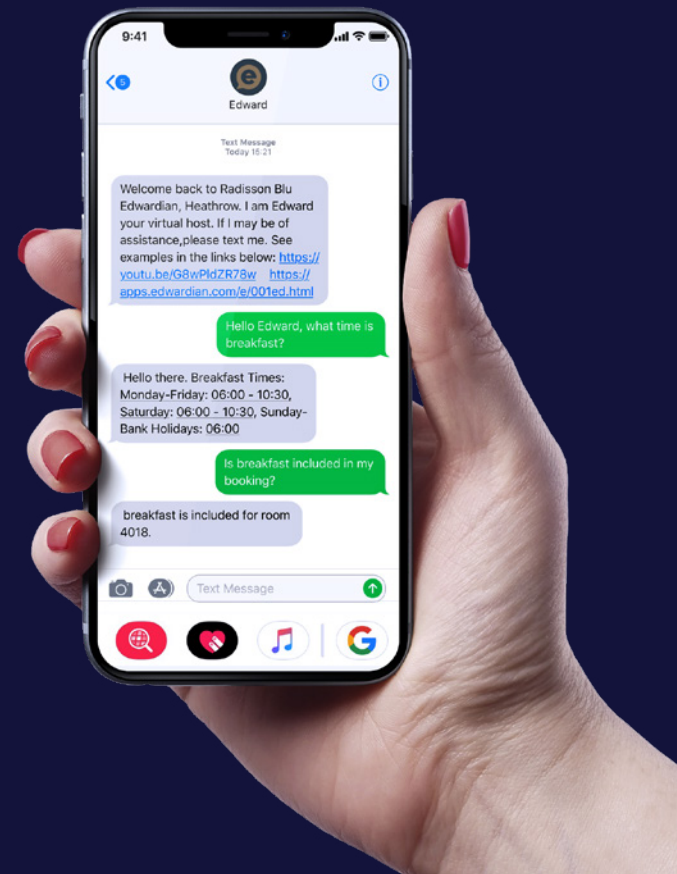 9:41
5
e
Edward
Text Message
Today 16:21
Welcome back to Radisson Blu
Edwardian, Heathrow. I am Edward
your virtual host. If I may be of
assistance,please text me. See
examples in the links below: https://
youtu.be/G8wPldZR78w https://
apps.edwardian.com/e/001ed.html
Hello Edward, what time is
breakfast?
Hello there. Breakfast Times:
Monday-Friday: 06:00 - 10:30,
Saturday: 06:00 - 10:30, Sunday-
Bank Holidays: 06:00
Is breakfast included in my
booking?
breakfast is included for room
4018.
Text Message
G